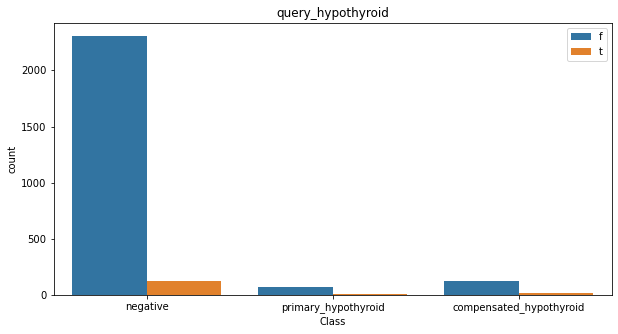 query_hypothyroid
f
t
2000
1500
1000
500
0
count
negative
primary_hypothyroid
compensated_hypothyroid
Class